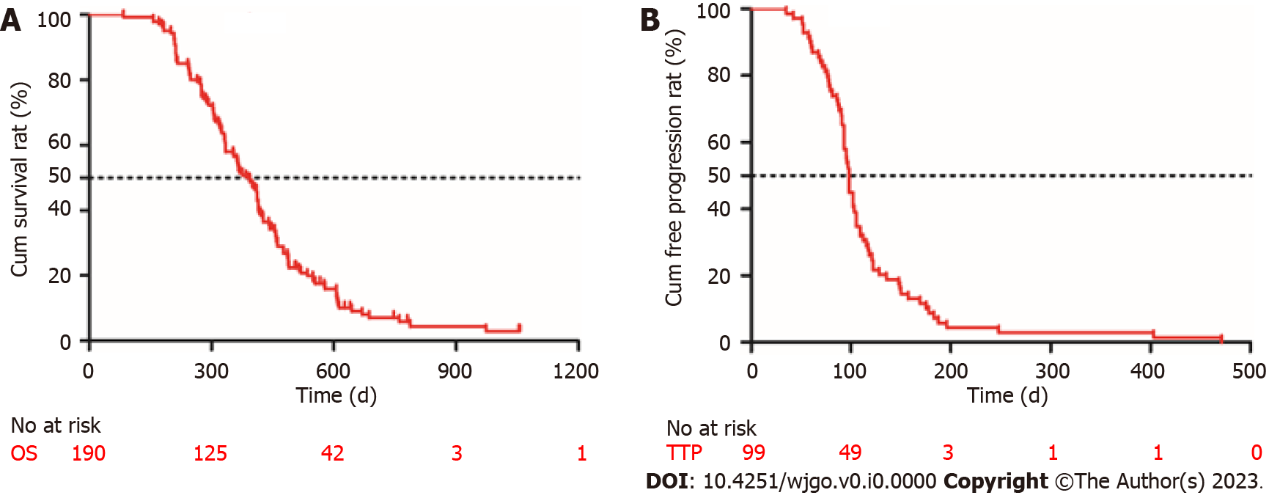 A
Cum survival rat (%)
100
80
60
50
40
20
0
0 300 600 900 1200
Time (d)
No at risk
OS 190 125 42 3 1
B
Cum free progression rat (%)
100
80
60
50
40
20
0
0 100 200 300 400 500
Time (d)
No at risk
TTP 99 49 3 1 1 0
DOI: 10.4251/wjgo.v0.i0.0000 Copyright ©The Author(s) 2023.